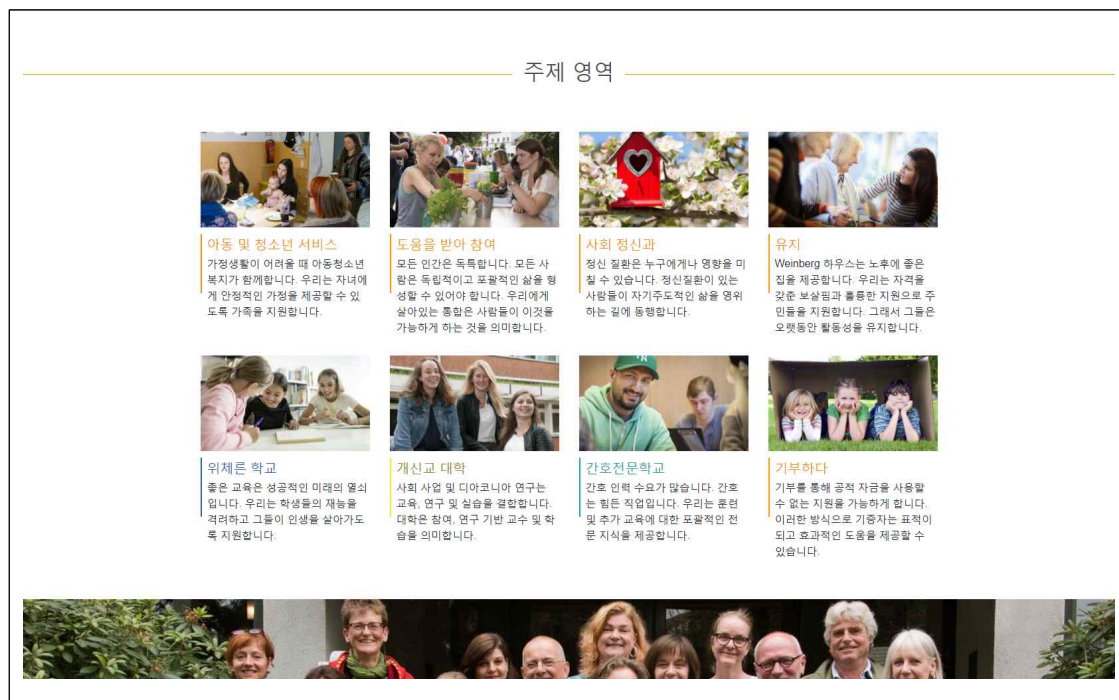 주제 영역
아동 및 청소년 서비스
가정생활이 어려울 때 아동청소년
복지가 함께합니다. 우리는 자녀에
게 안정적인 가정을 제공할 수 있
도록 가족을 지원합니다.
도움을 받아 참여
모든 인간은 독특합니다. 모든 사
람은 독립적이고 포괄적인 삶을 형
성할 수 있어야 합니다. 우리에게
살아있는 통합은 사람들이 이것을
가능하게 하는 것을 의미합니다.
사회 정신과
정신 질환은 누구에게나 영향을 미
칠 수 있습니다. 정신질환이 있는
사람들이 자기주도적인 삶을 영위
하는 길에 동행합니다.
유지
Weinberg 하우스는 노후에 좋은
집을 제공합니다. 우리는 자격을
갖춘 보살핌과 훌륭한 지원으로 주
민들을 지원합니다. 그래서 그들은
오랫동안 활동성을 유지합니다.
위체른 학교
좋은 교육은 성공적인 미래의 열쇠
입니다. 우리는 학생들의 재능을
격려하고 그들이 인생을 살아가도
록 지원합니다.
개신교 대학
사회 사업 및 디아코니아 연구는
교육, 연구 및 실습을 결합합니다.
대학은 참여, 연구 기반 교수 및 학
습을 의미합니다.
간호전문학교
간호 인력 수요가 많습니다. 간호
는 힘든 직업입니다. 우리는 훈련
및 추가 교육에 대한 포괄적인 전
문 지식을 제공합니다.
기부하다
기부를 통해 공적 자금을 사용할
수 없는 지원을 가능하게 합니다.
이러한 방식으로 기증자는 표적이
되고 효과적인 도움을 제공할 수
있습니다.